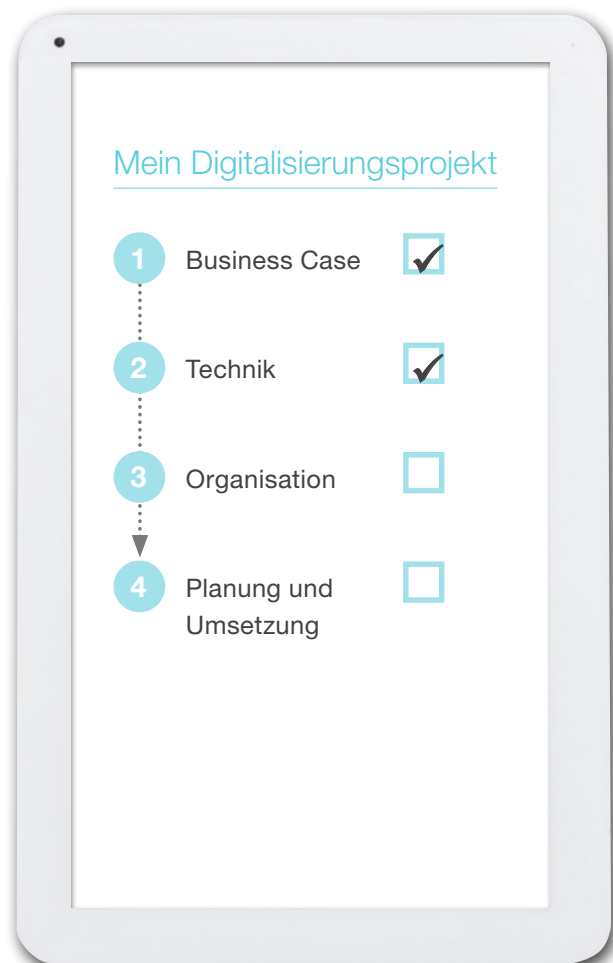 Mein Digitalisierungsprojekt
1 Business Case
2 Technik
3 Organisation
4 Planung und
Umsetzung